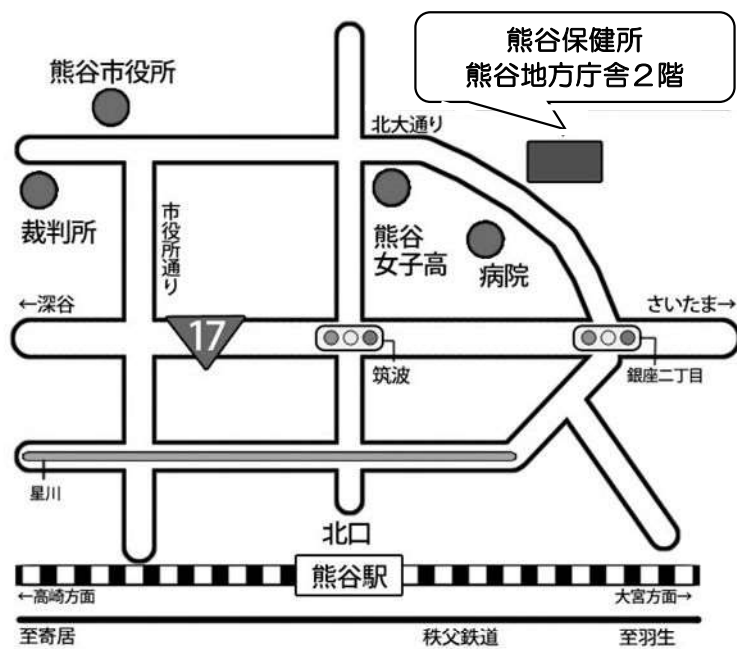 熊谷保健所
熊谷地方庁舎２階
熊谷市役所
北大通り
裁判所
市役所通り
熊谷
女子高
病院
←深谷
さいたま→
17
筑波
銀座二丁目
星川
北口
熊谷駅
←高崎方面
大宮方面→
至寄居
秩父鉄道
至羽生